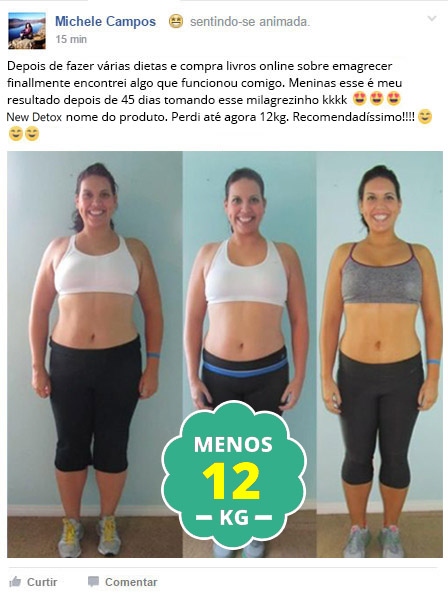 Michele Campos sentindo-se animada.
15 min
Depois de fazer várias dietas e compra livros online sobre emagrecer
finallmente encontrei algo que funcionou comigo. Meninas esse é meu
resultado depois de 45 dias tomando esse milagrezinho kkkk 😍😍😍
New Detox nome do produto. Perdi até agora 12kg. Recomendadíssimo!!!! 😄
😄😄
MENOS
12
KG
Curtir Comentar